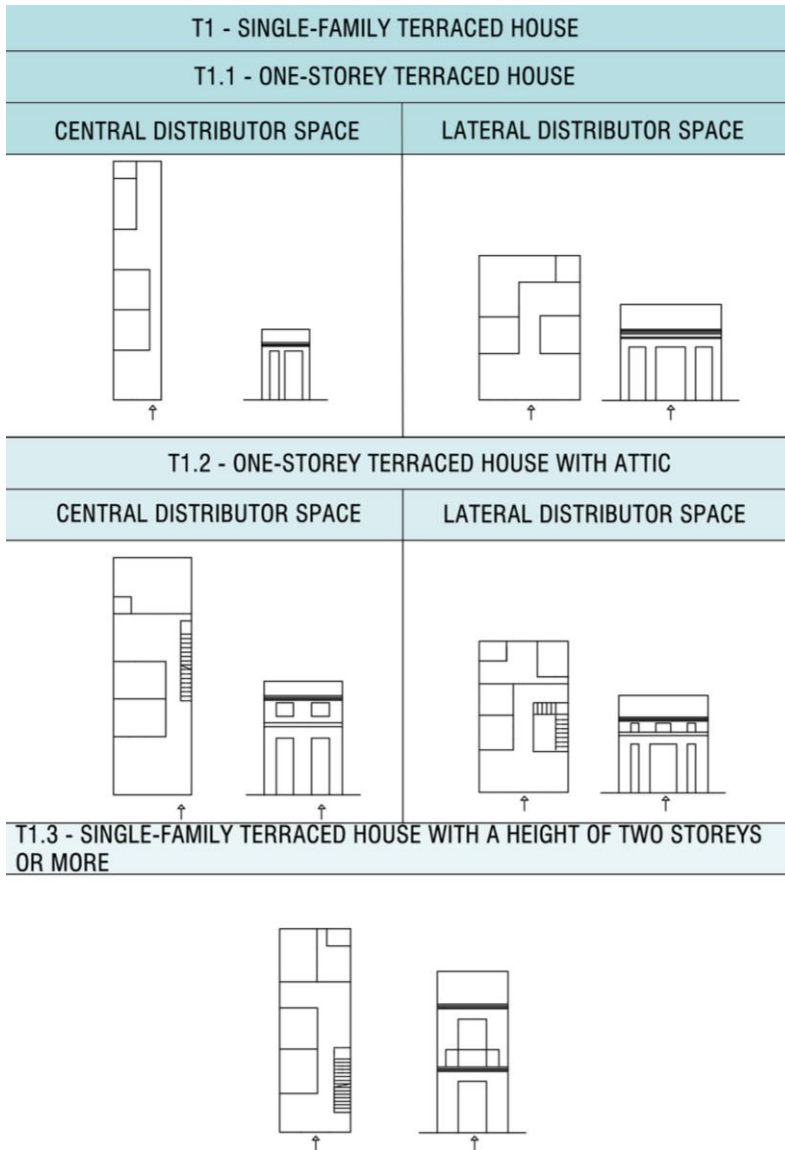 T1 - SINGLE-FAMILY TERRACED HOUSE
T1.1 - ONE-STOREY TERRACED HOUSE
CENTRAL DISTRIBUTOR SPACE
LATERAL DISTRIBUTOR SPACE
T1.2 - ONE-STOREY TERRACED HOUSE WITH ATTIC
CENTRAL DISTRIBUTOR SPACE
LATERAL DISTRIBUTOR SPACE
T1.3 - SINGLE-FAMILY TERRACED HOUSE WITH A HEIGHT OF TWO STOREYS
OR MORE